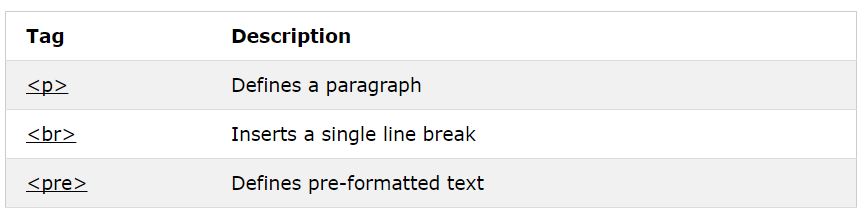 Tag Description
<p> Defines a paragraph
<br> Inserts a single line break
<pre> Defines pre-formatted text